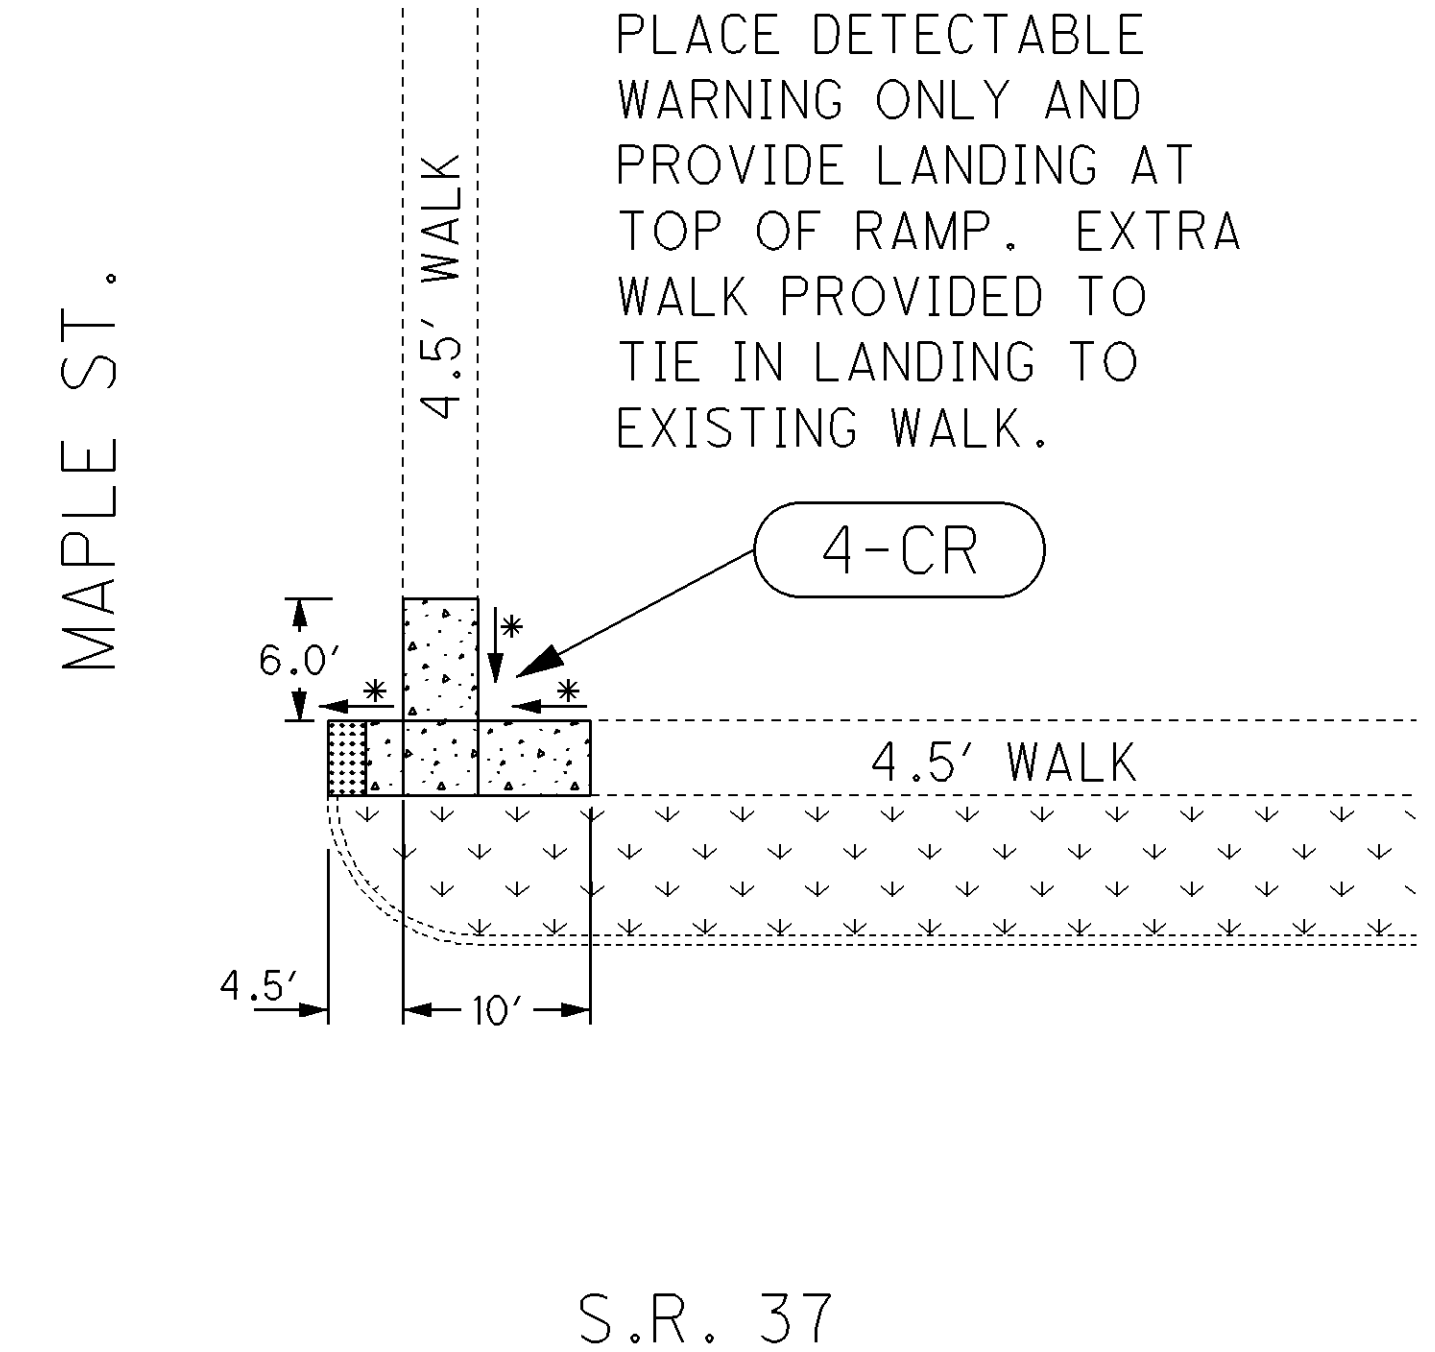 PLACE DETECTABLE
WARNING ONLY AND
PROVIDE LANDING AT
TOP OF RAMP. EXTRA
WALK PROVIDED TO
TIE IN LANDING TO
EXISTING WALK.
4.5' WALK
MAPLE ST.
4-CR
6.0'
*
*
*
4.5' WALK
4.5'
10'
S.R. 37